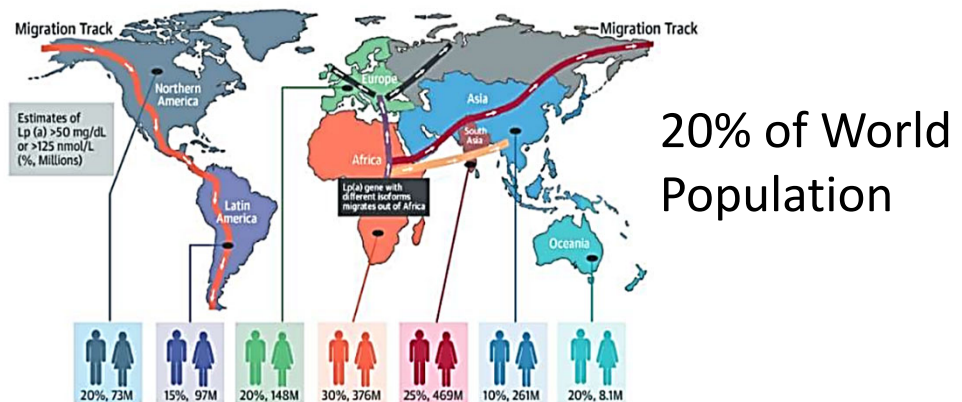 Migration Track
Migration Track
Northern
America
Europe
Asia
Estimates of
Lp (a) >50 mg/dL
or >125 nmol/L
(%, Millions)
South
Asia
Africa
20% of World
Population
Lp(a) gene with
different isoforms
migrates out of Africa
Latin
America
Oceania
20%, 73M
15%, 97M
20%, 148M
30%, 376M
25%, 469M
10%, 261M
20%, 8.1M